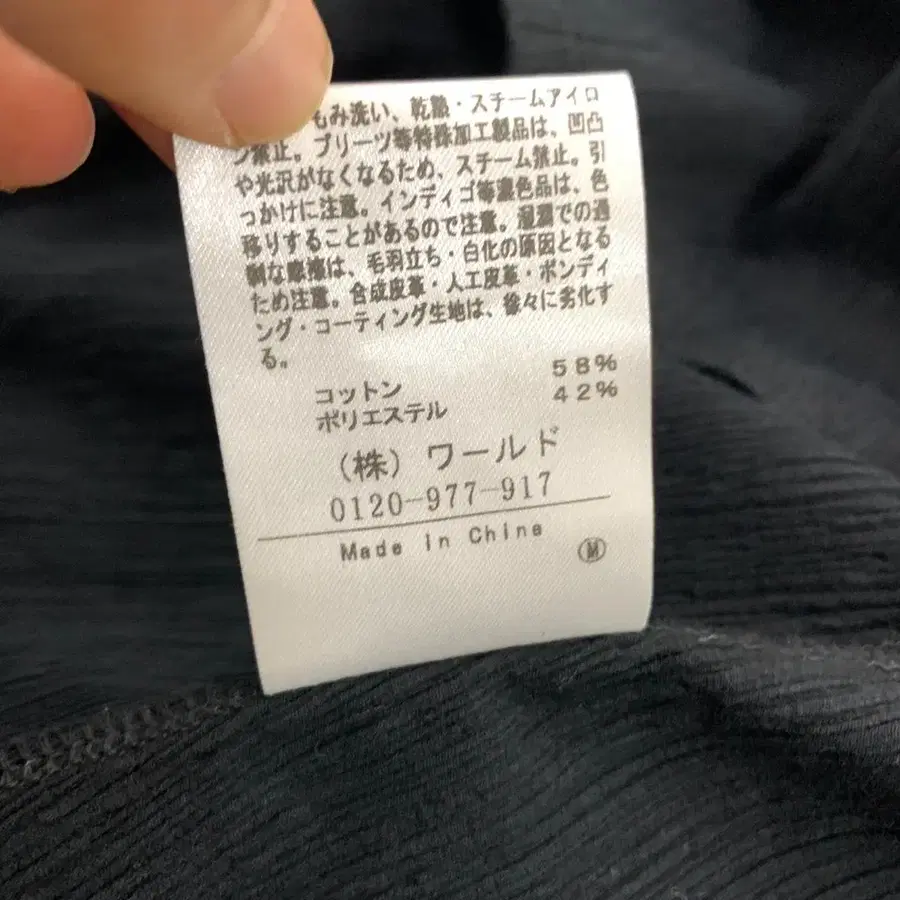 もみ洗い、乾熱・スチームアイロ
ン禁止。プリーツ等特殊加工製品は、凹凸
や光沢がなくなるため、スチーム禁止。引
っかけに注意。インディゴ等濃色品は、色
移りすることがあるので注意。湿潤での過
剰な摩擦は、毛羽立ち・白化の原因となる
ため注意。合成皮革・人工皮革・ボンディ
ング・コーティング生地は、徐々に劣化す
る。
コットン 58%
ポリエステル 42%
(株) ワールド
0120-977-917
Made in China
M